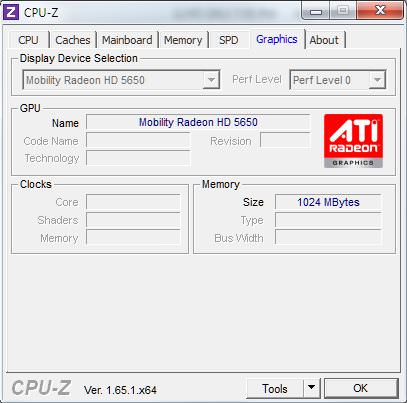 CPU-Z
CPU Caches Mainboard Memory SPD Graphics About
Display Device Selection
Mobility Radeon HD 5650 Perf Level Perf Level 0
GPU
Name Mobility Radeon HD 5650
Code Name Revision
Technology
ATI
RADEON
GRAPHICS
Clocks
Core
Shaders
Memory
Memory
Size 1024 MBytes
Type
Bus Width
CPU-Z Ver. 1.65.1.x64 Tools OK